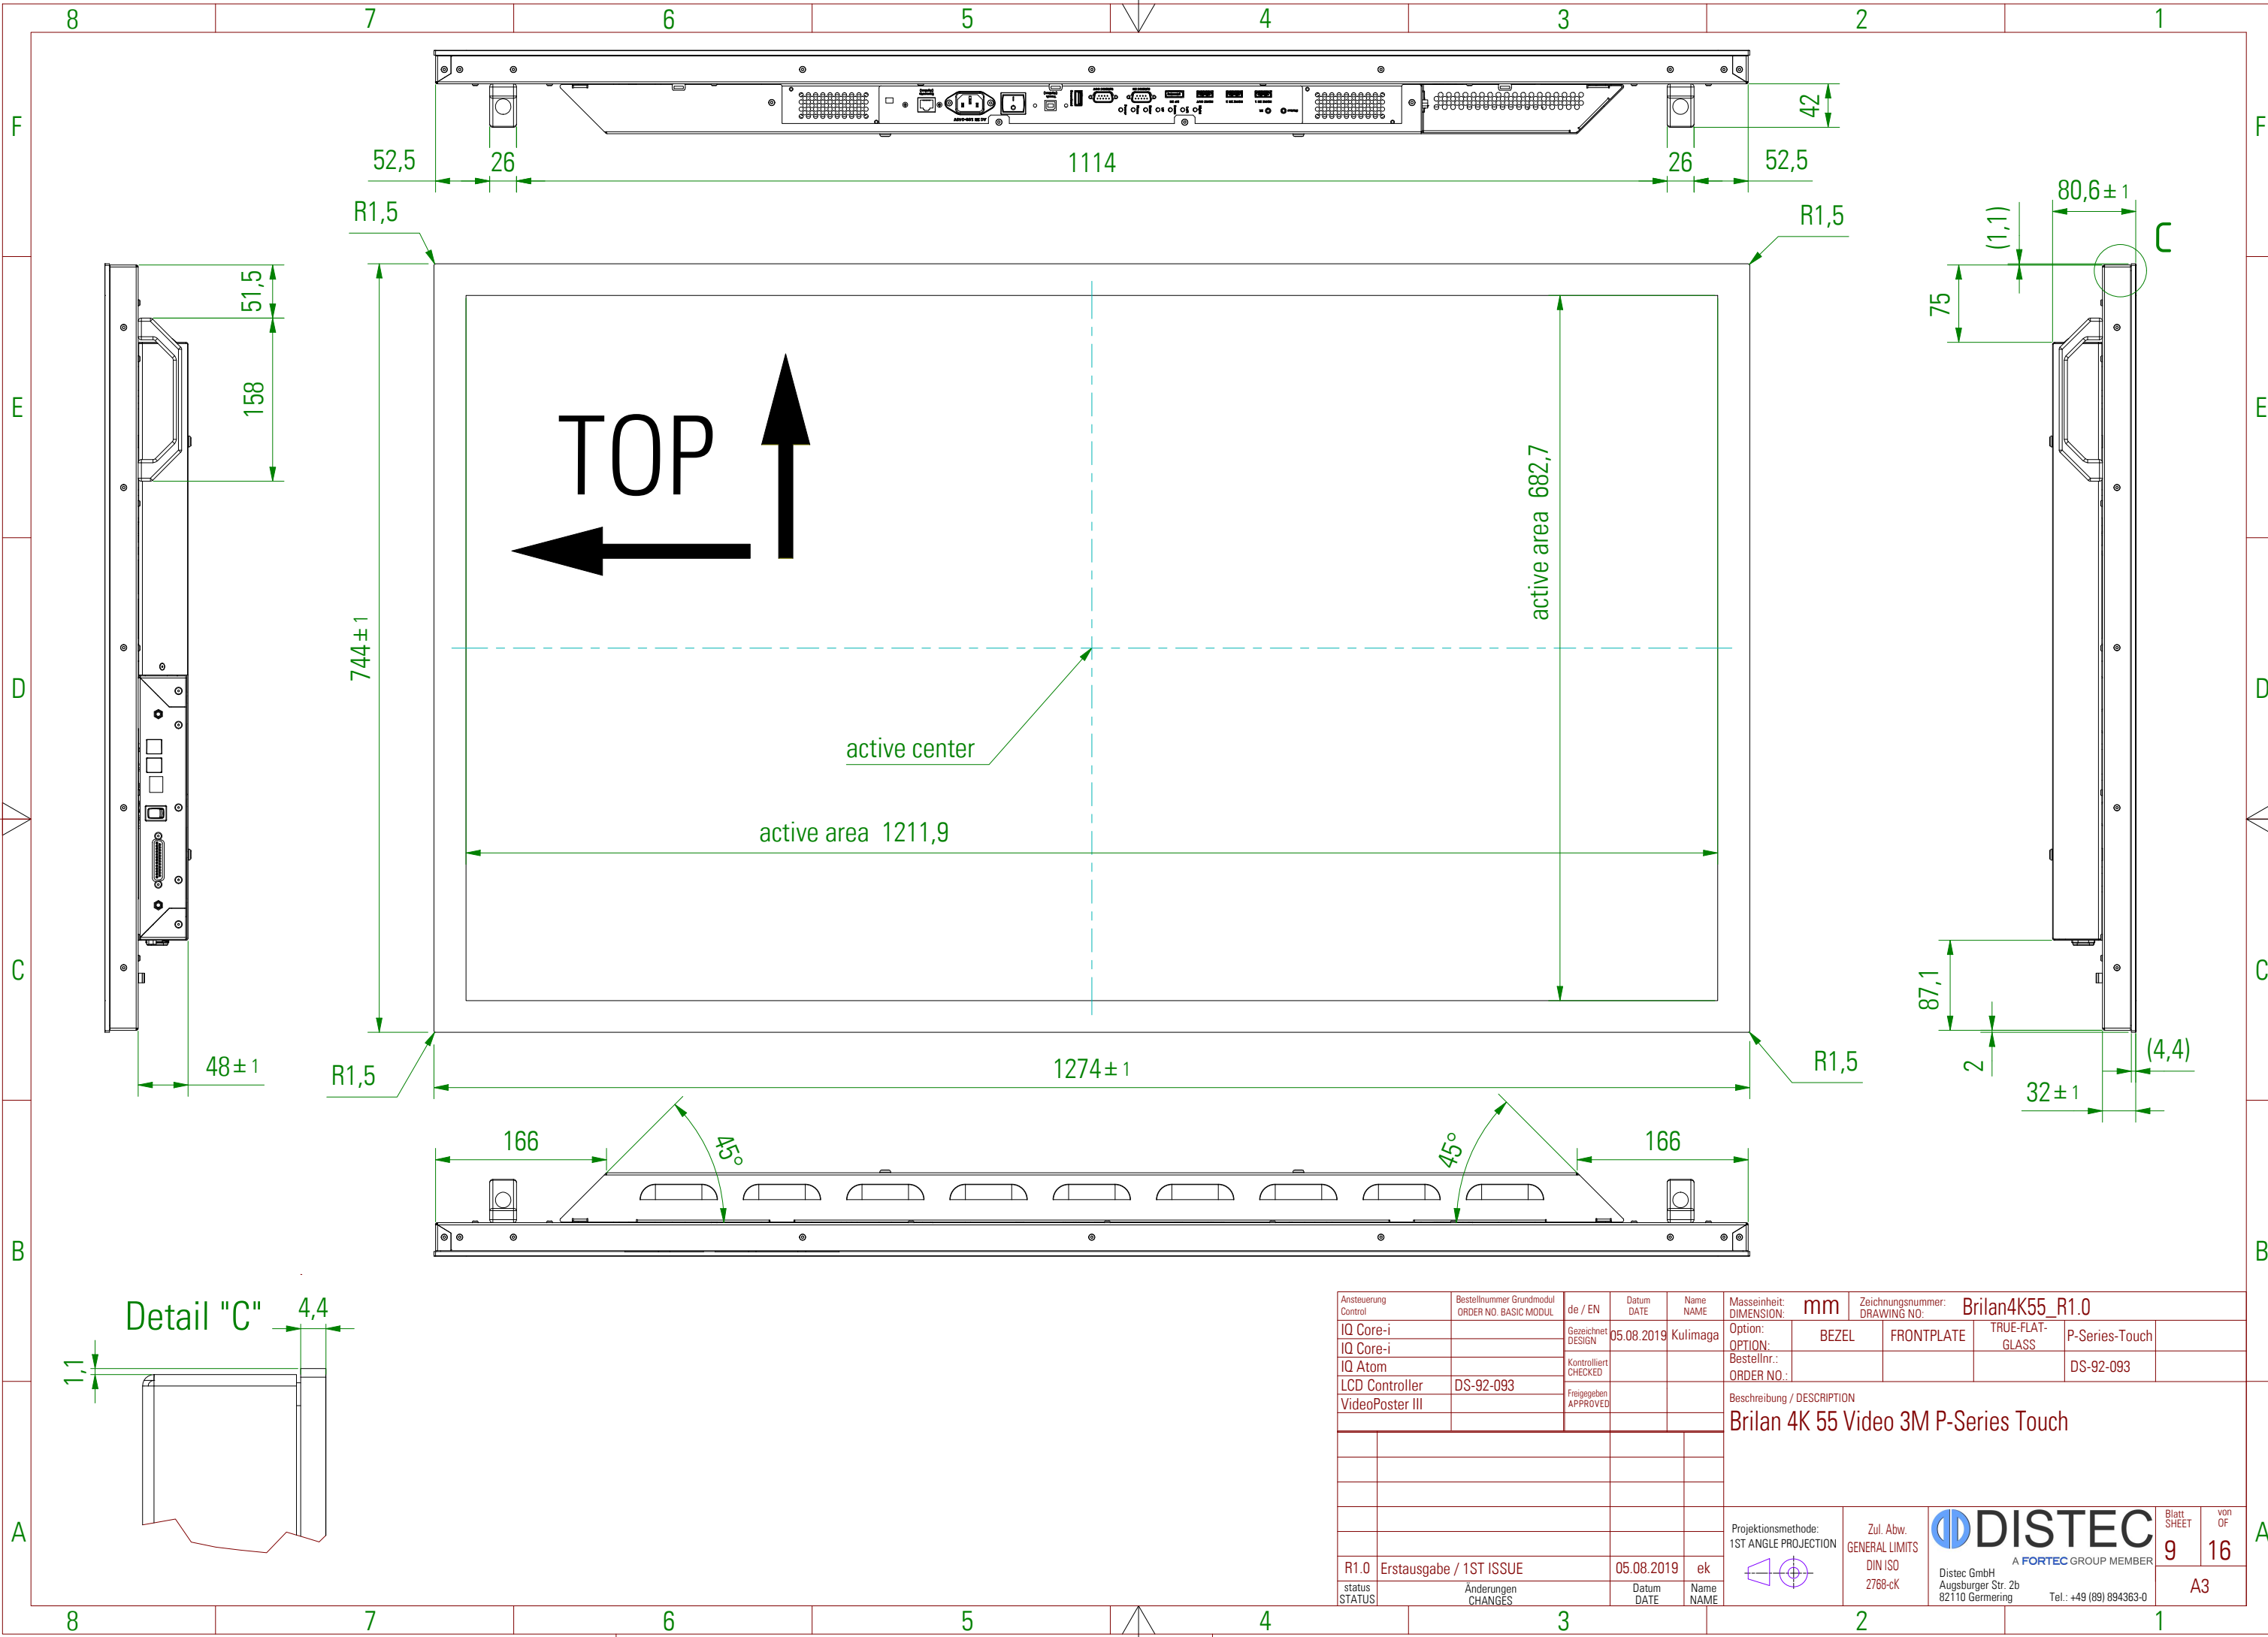 8 7 6 5 4 3 2 1
F
F
42
52,5 26 1114 26 52,5
80,6±1
R1,5
R1,5
(1,1)
C
51,5
75
158
E
E
TOP
active area 682,7
744±1
D
D
active center
active area 1211,9
C
C
87,1
48±1
R1,5
1274±1
R1,5
2
(4,4)
32±1
166
45°
45°
166
B
B
Detail "C"
4,4
1,1
A
A
Ansteuerung
Control
Bestellnummer Grundmodul
ORDER NO. BASIC MODUL
de / EN
Datum
DATE
Name
NAME
Masseinheit:
DIMENSION:
mm
Zeichnungsnummer:
DRAWING NO:
Brilan4K55_R1.0
IQ Core-i
IQ Core-i
IQ Atom
LCD Controller DS-92-093
VideoPoster III
Gezeichnet
DESIGN
05.08.2019 Kulimaga
Kontrolliert
CHECKED
Freigegeben
APPROVED
Option:
OPTION:
BEZEL
FRONTPLATE
TRUE-FLAT-
GLASS
P-Series-Touch
Bestellnr.:
ORDER NO.:
DS-92-093
Beschreibung / DESCRIPTION
Brilan 4K 55 Video 3M P-Series Touch
R1.0 Erstausgabe / 1ST ISSUE 05.08.2019 ek
status
STATUS
Änderungen
CHANGES
Datum
DATE
Name
NAME
Projektionsmethode:
1ST ANGLE PROJECTION
Zul. Abw.
GENERAL LIMITS
DIN ISO
2768-cK
DISTEC
A FORTEC GROUP MEMBER
Distec GmbH
Augsburger Str. 2b
82110 Germering Tel.: +49 (89) 894363-0
Blatt
SHEET
9
von
OF
16
A3
8 7 6 5 4 3 2 1